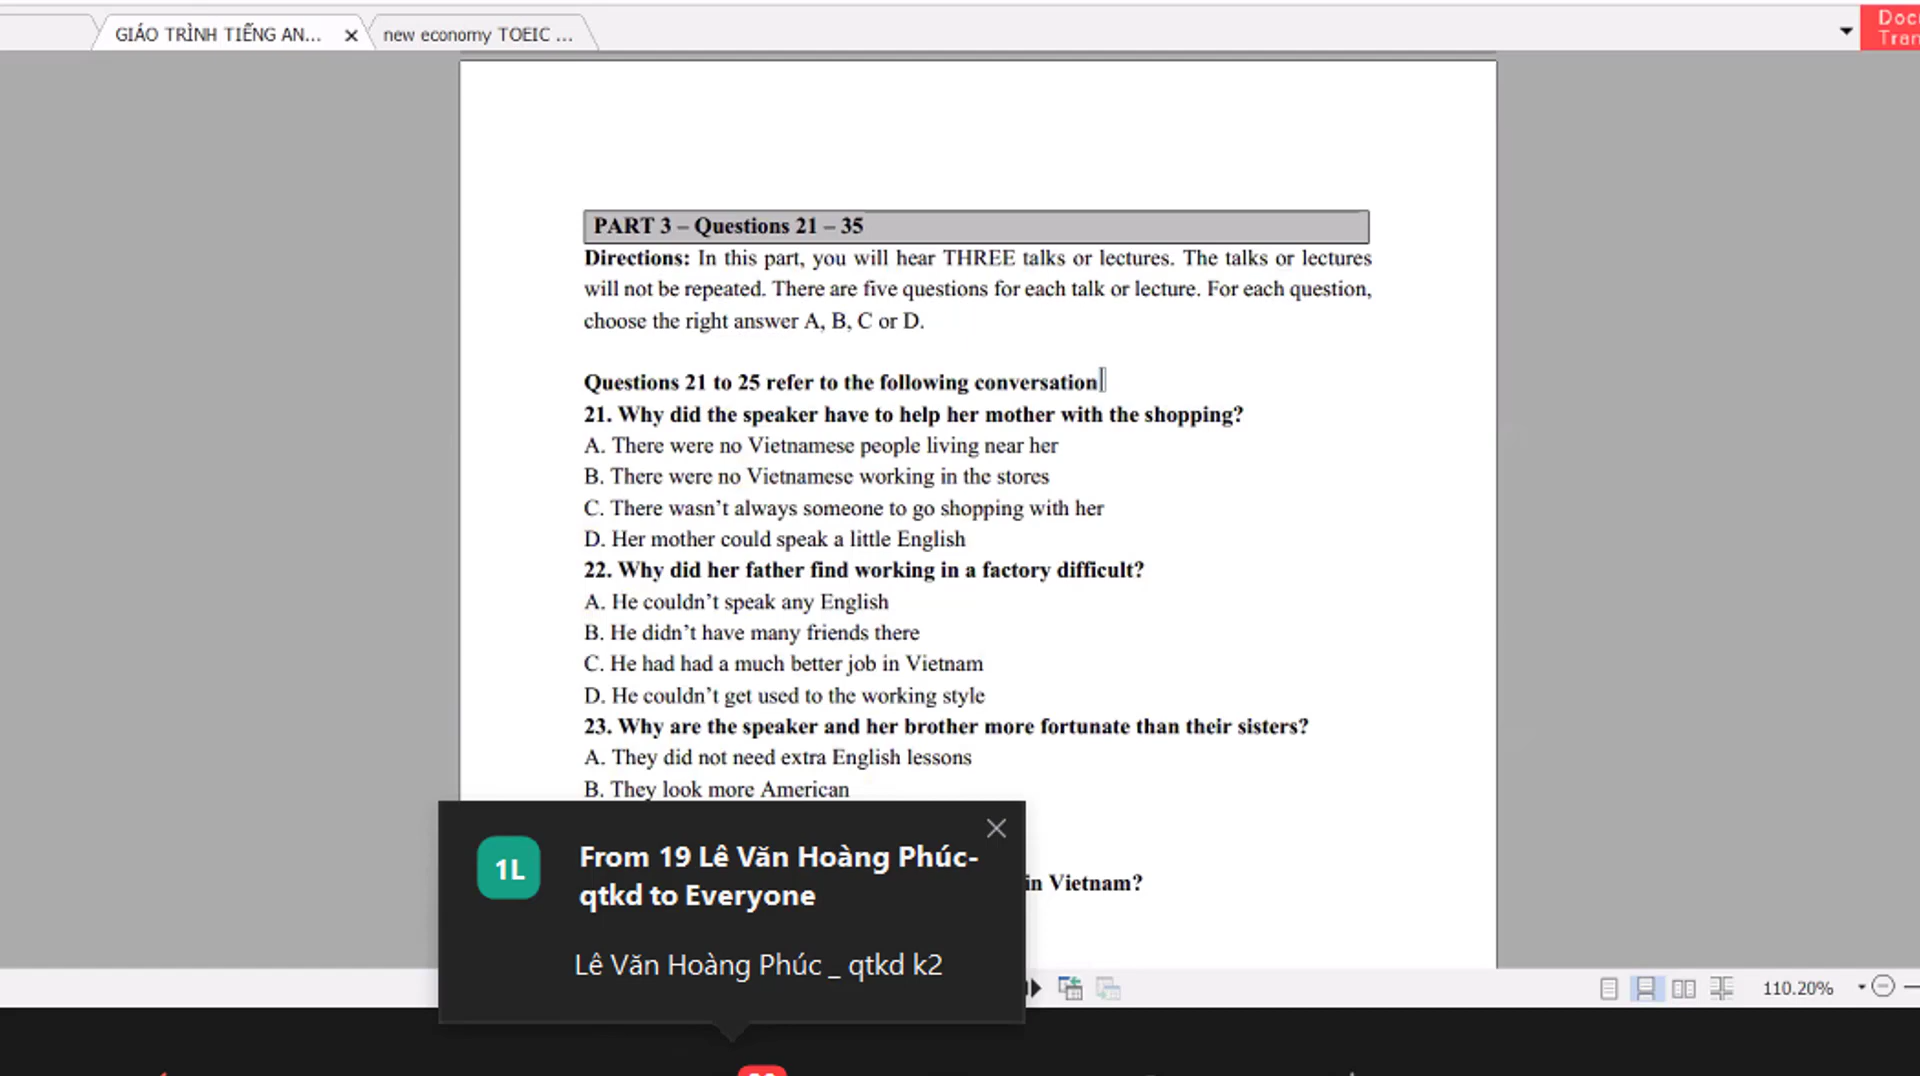 GIÁO TRÌNH TIẾNG AN...
new economy TOEIC ...
PART 3 – Questions 21 – 35
Directions: In this part, you will hear THREE talks or lectures. The talks or lectures
will not be repeated. There are five questions for each talk or lecture. For each question,
choose the right answer A, B, C or D.
Questions 21 to 25 refer to the following conversation
21. Why did the speaker have to help her mother with the shopping?
A. There were no Vietnamese people living near her
B. There were no Vietnamese working in the stores
C. There wasn’t always someone to go shopping with her
D. Her mother could speak a little English
22. Why did her father find working in a factory difficult?
A. He couldn’t speak any English
B. He didn’t have many friends there
C. He had had a much better job in Vietnam
D. He couldn’t get used to the working style
23. Why are the speaker and her brother more fortunate than their sisters?
A. They did not need extra English lessons
B. They look more American
in Vietnam?
1L
From 19 Lê Văn Hoàng Phúc-
qtkd to Everyone
Lê Văn Hoàng Phúc _ qtkd k2
110.20%